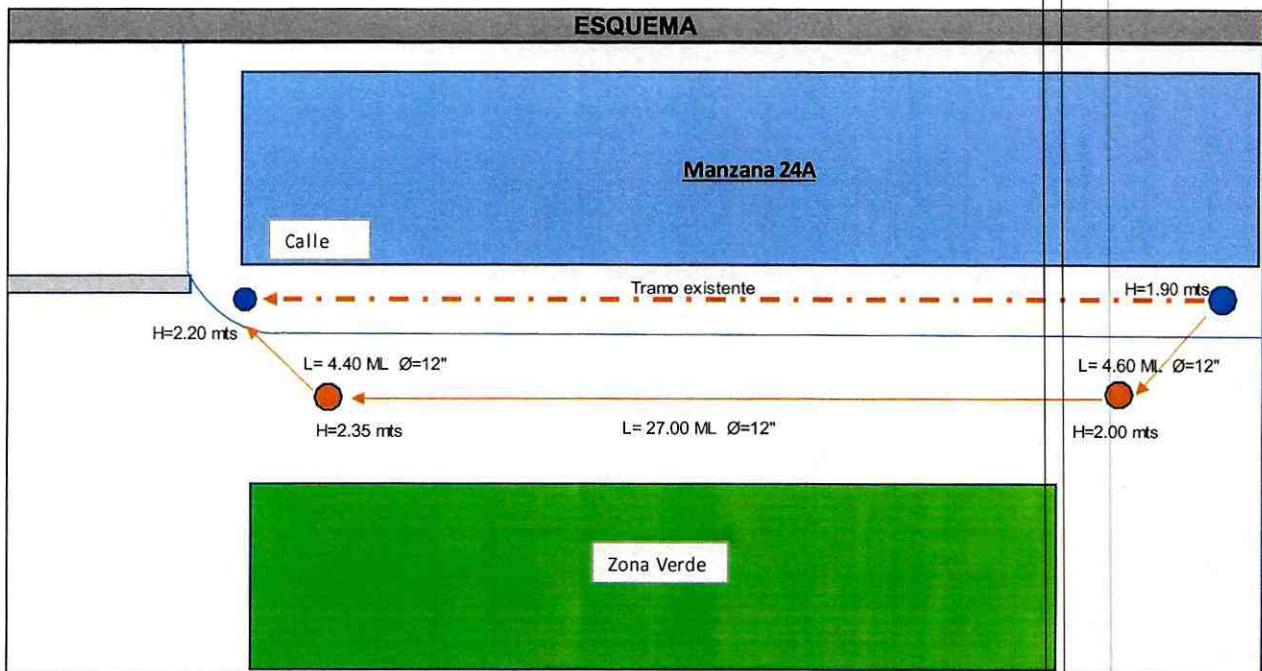 ESQUEMA
Manzana 24A
Calle
Tramo existente
H=1.90 mts
H=2.20 mts
L= 4.40 ML Ø=12"
L= 4.60 ML Ø=12"
H=2.35 mts
L= 27.00 ML Ø=12"
H=2.00 mts
Zona Verde